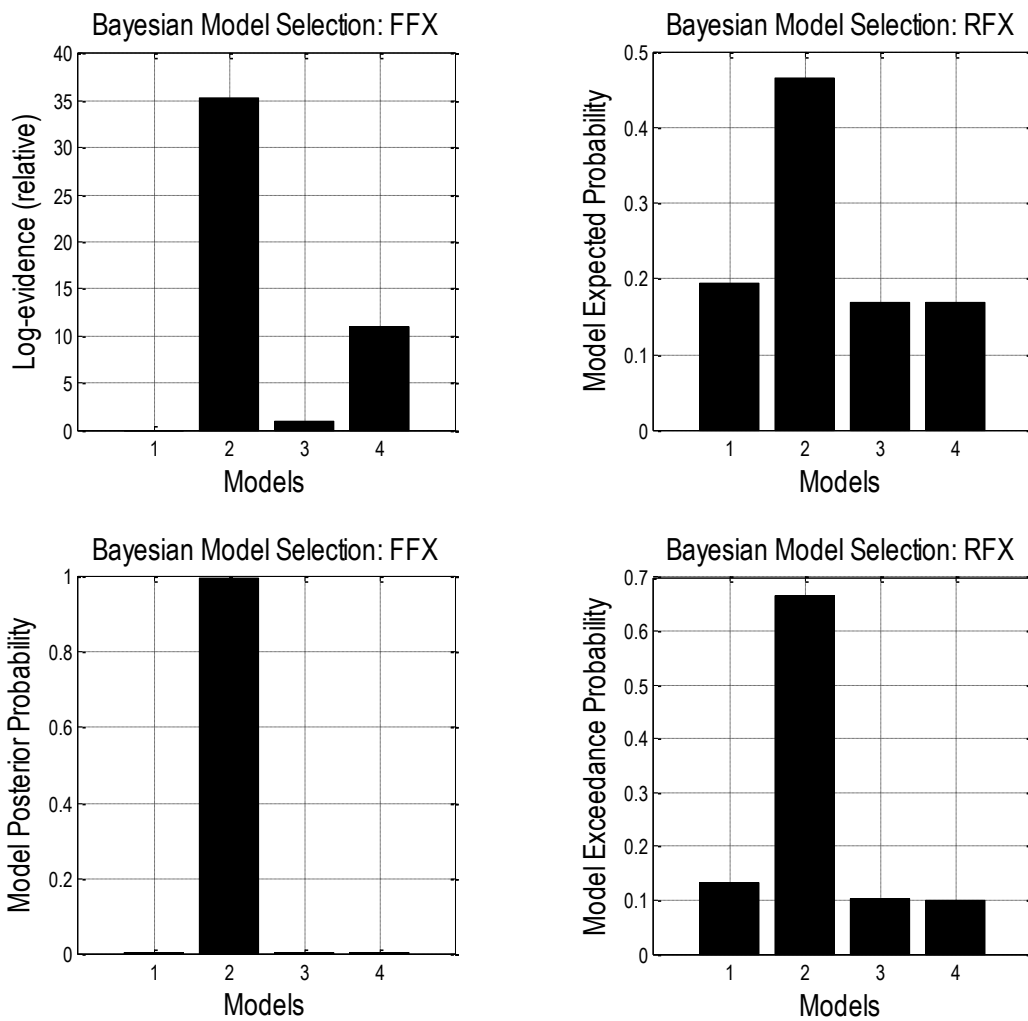 Bayesian Model Selection: FFX
Log-evidence (relative)
40
35
30
25
20
15
10
5
0
1 2 3 4
Models
Bayesian Model Selection: RFX
Model Expected Probability
0.5
0.4
0.3
0.2
0.1
0
1 2 3 4
Models
Bayesian Model Selection: FFX
Model Posterior Probability
1
0.8
0.6
0.4
0.2
0
1 2 3 4
Models
Bayesian Model Selection: RFX
Model Exceedance Probability
0.7
0.6
0.5
0.4
0.3
0.2
0.1
0
1 2 3 4
Models